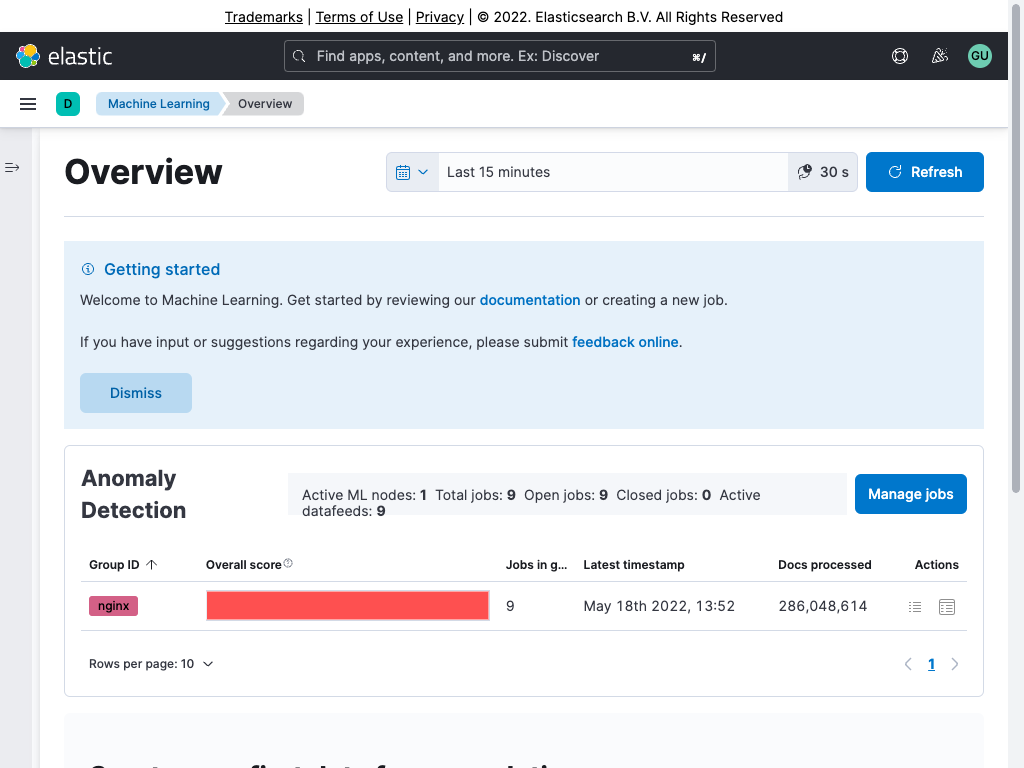 Trademarks | Terms of Use | Privacy | © 2022. Elasticsearch B.V. All Rights Reserved
elastic
Find apps, content, and more. Ex: Discover
⌘/
GU
D
Machine Learning
Overview
Overview
Last 15 minutes
30 s
Refresh
Getting started
Welcome to Machine Learning. Get started by reviewing our documentation or creating a new job.
If you have input or suggestions regarding your experience, please submit feedback online.
Dismiss
Anomaly
Detection
Active ML nodes: 1 Total jobs: 9 Open jobs: 9 Closed jobs: 0 Active
datafeeds: 9
Manage jobs
Group ID
Overall score
Jobs in g...
Latest timestamp
Docs processed
Actions
nginx
9
May 18th 2022, 13:52
286,048,614
Rows per page: 10
1